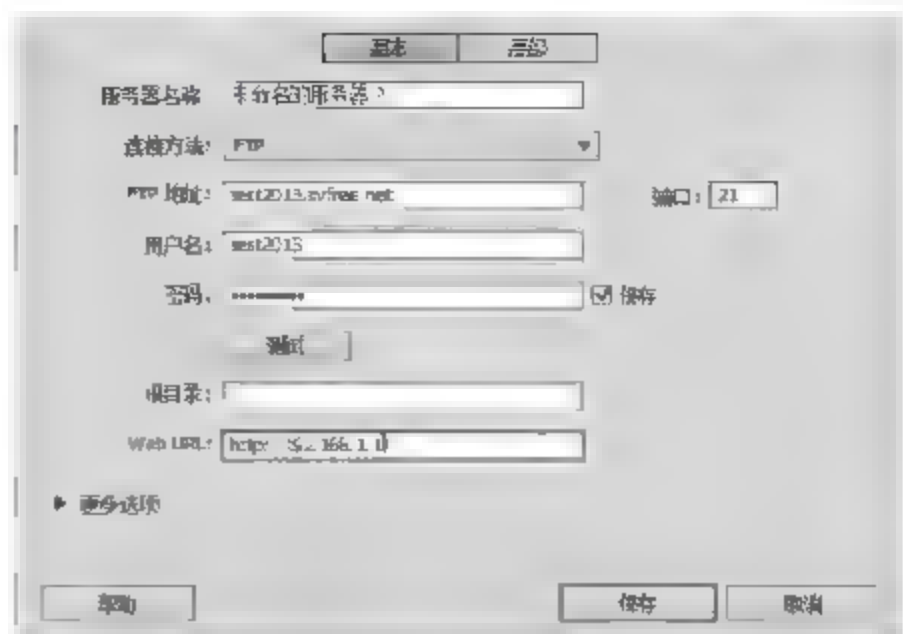 基本 高级
服务器名称 未命名的服务器 2
连接方法: FTP
FTP 地址: 端口: 21
用户名: test2013
密码: 保存
测试
根目录:
Web URL:
更多选项
帮助 保存 取消